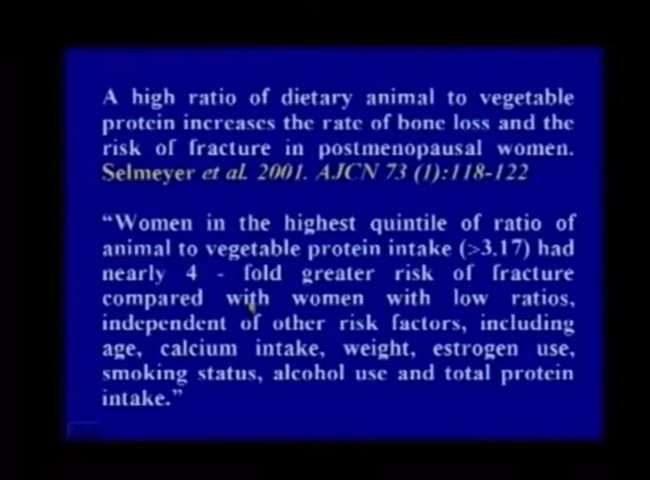 A high ratio of dietary animal to vegetable
protein increases the rate of bone loss and the
risk of fracture in postmenopausal women.
Selmeyer et al. 2001. AJCN 73 (1):118-122
“Women in the highest quintile of ratio of
animal to vegetable protein intake (>3.17) had
nearly 4 - fold greater risk of fracture
compared with women with low ratios,
independent of other risk factors, including
age, calcium intake, weight, estrogen use,
smoking status, alcohol use and total protein
intake.”